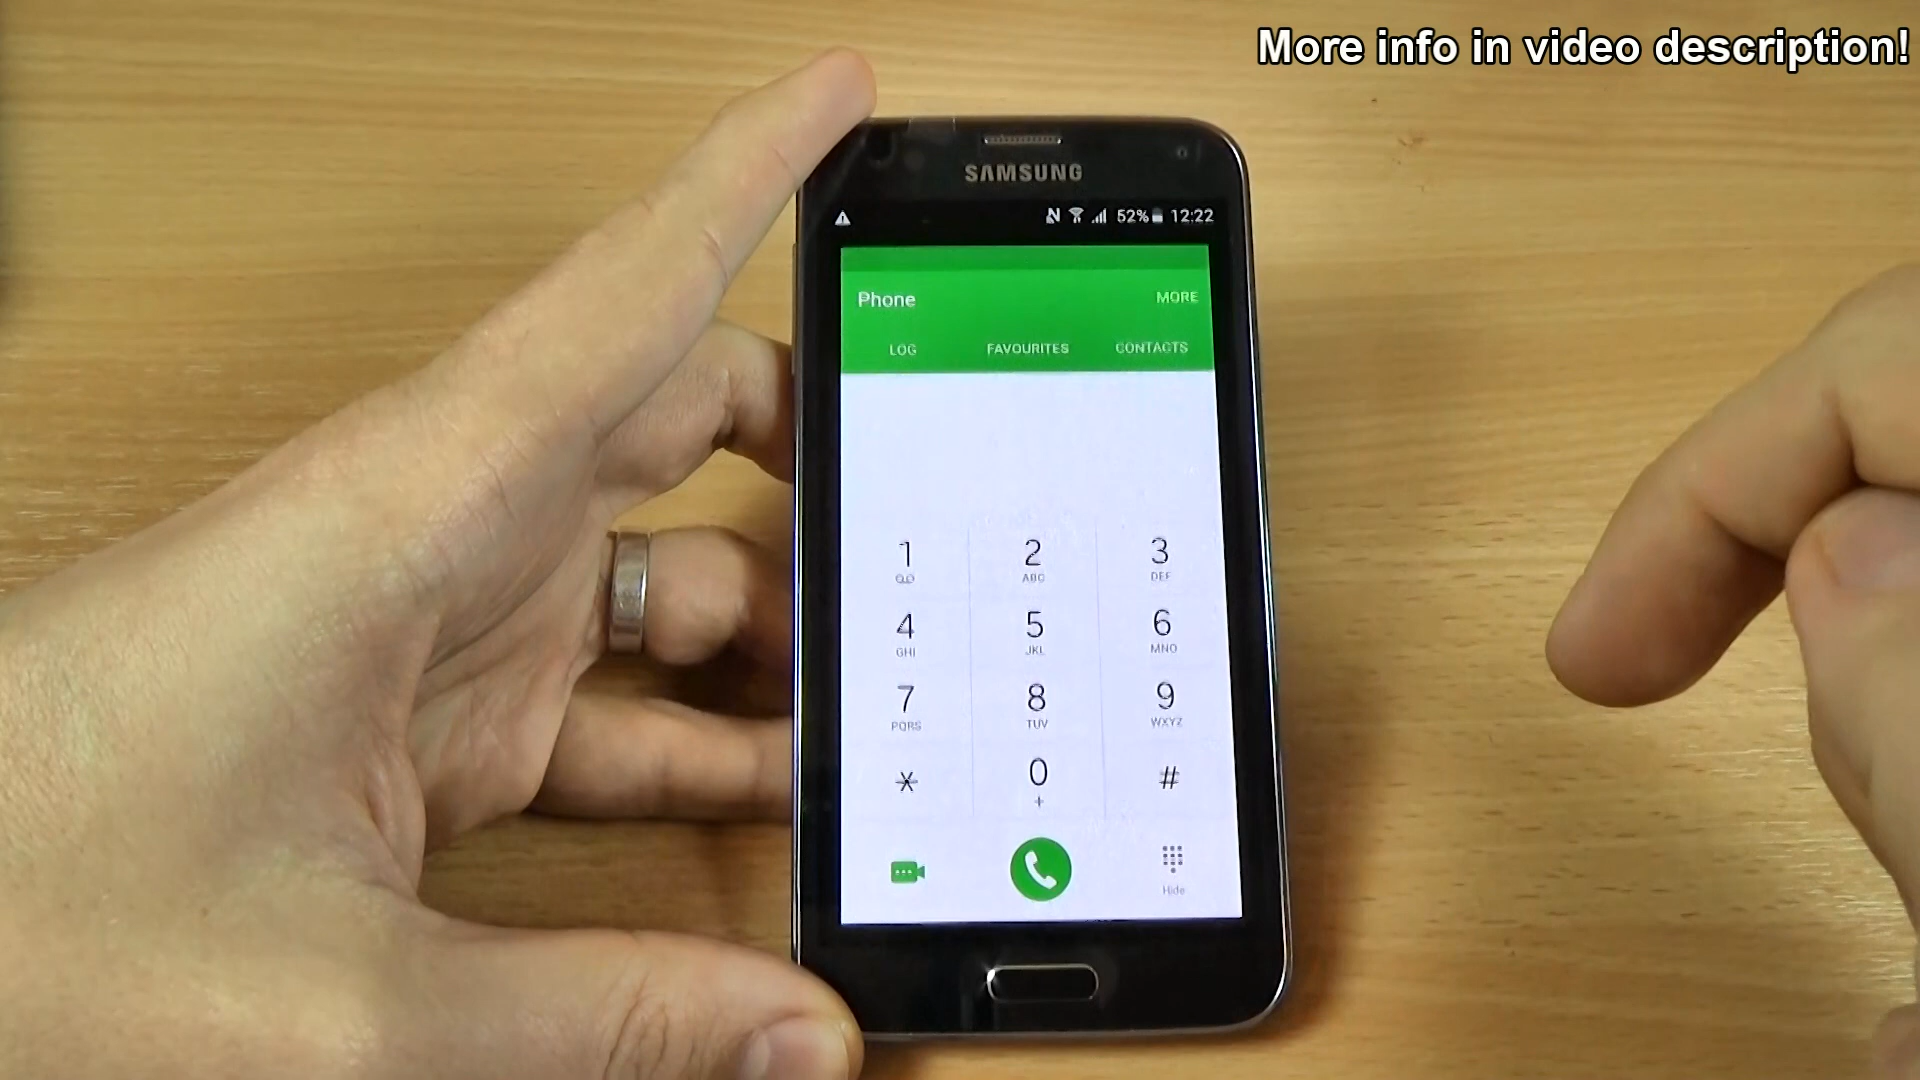 More info in video description!
SAMSUNG
52% 12:22
Phone MORE
LOG FAVOURITES CONTACTS
1 2 3
ABC DEF
4 5 6
GHI JKL MNO
7 8 9
PQRS TUV WXYZ
* 0 #
+
Hide